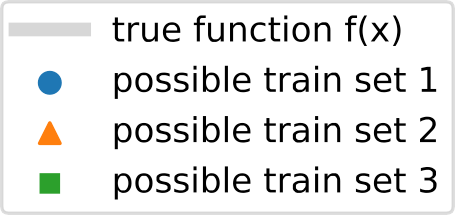 true function f(x)
possible train set 1
possible train set 2
possible train set 3